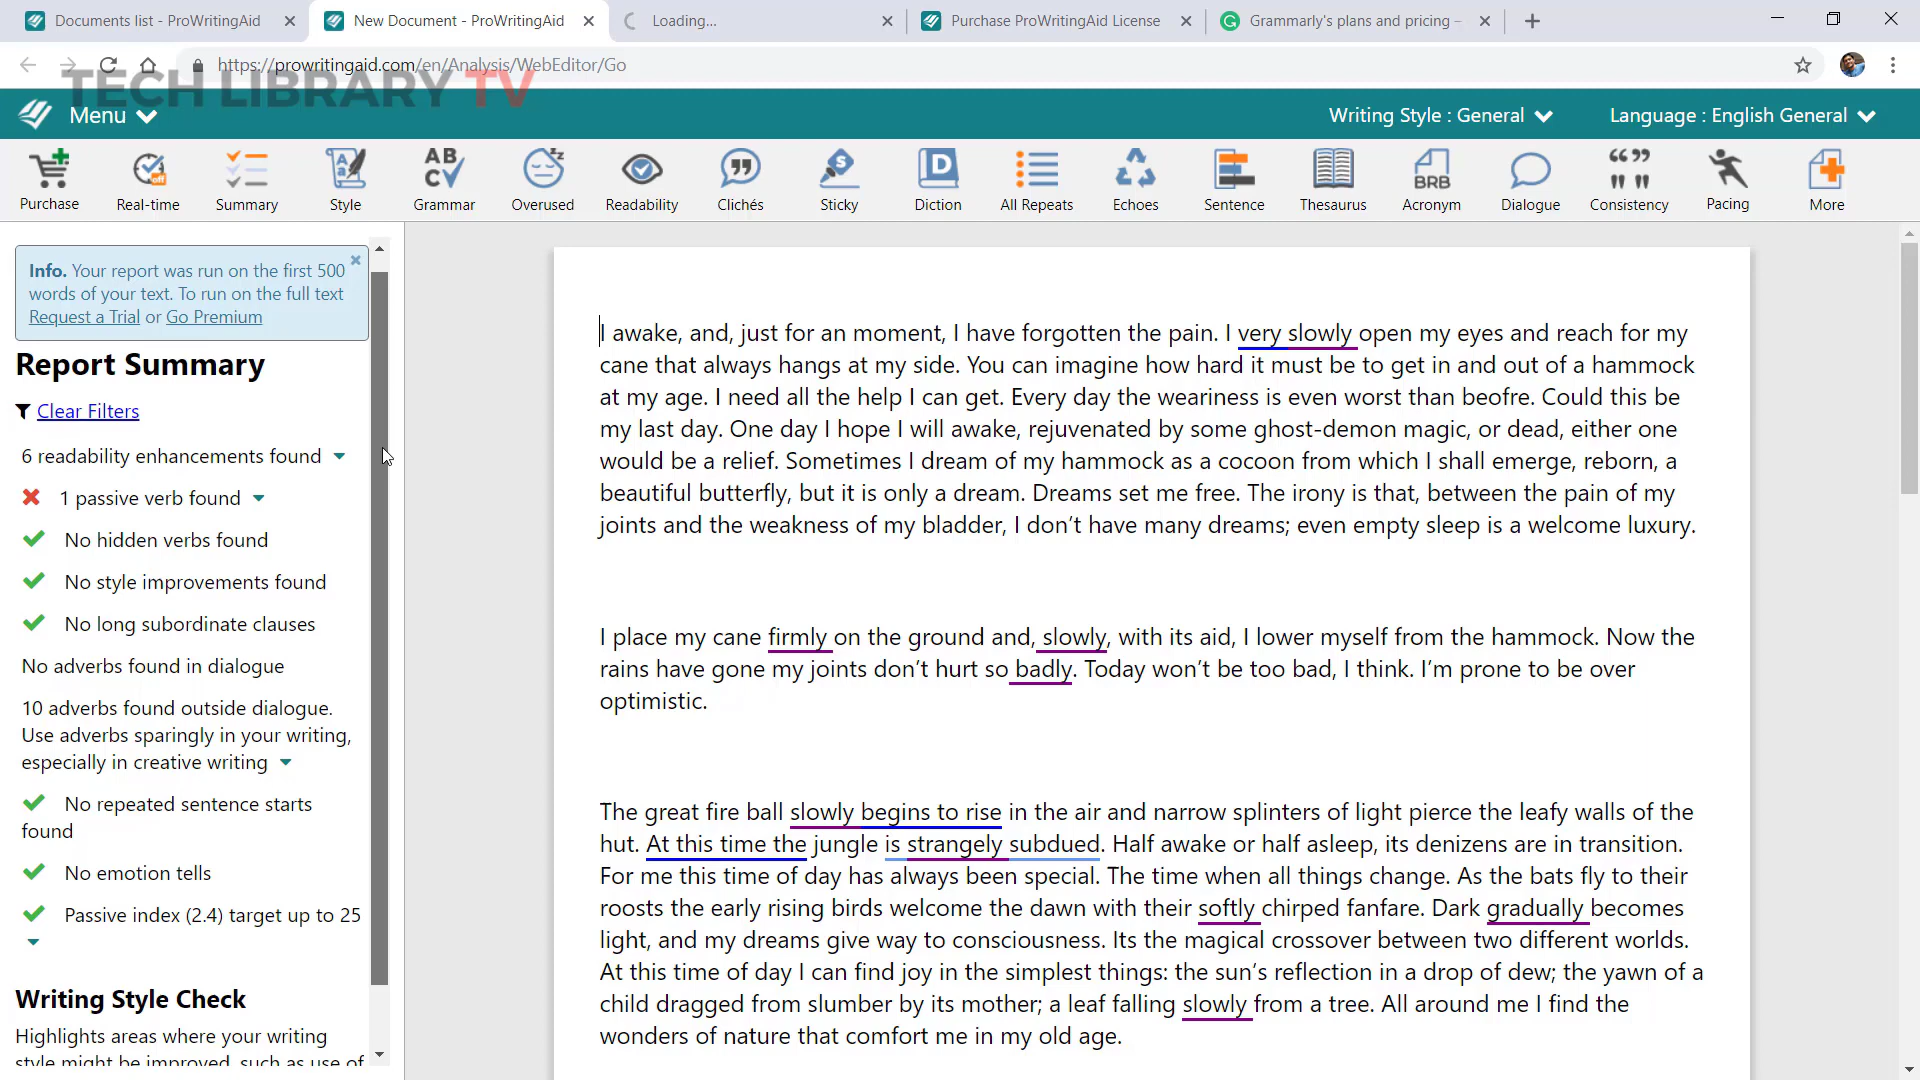 Documents list - ProWritingAid
New Document - ProWritingAid
Loading...
Purchase ProWritingAid License
Grammarly's plans and pricing –
https://prowritingaid.com/en/Analysis/WebEditor/Go
TECH LIBRARY TV
Menu
Writing Style : General
Language : English General
Purchase
Real-time
Summary
Style
Grammar
Overused
Readability
Clichés
Sticky
Diction
All Repeats
Echoes
Sentence
Thesaurus
Acronym
Dialogue
Consistency
Pacing
More
Info. Your report was run on the first 500
words of your text. To run on the full text
Request a Trial or Go Premium
Report Summary
Clear Filters
6 readability enhancements found
1 passive verb found
No hidden verbs found
No style improvements found
No long subordinate clauses
No adverbs found in dialogue
10 adverbs found outside dialogue.
Use adverbs sparingly in your writing,
especially in creative writing
No repeated sentence starts
found
No emotion tells
Passive index (2.4) target up to 25
Writing Style Check
Highlights areas where your writing
style might be improved, such as use of
I awake, and, just for an moment, I have forgotten the pain. I very slowly open my eyes and reach for my
cane that always hangs at my side. You can imagine how hard it must be to get in and out of a hammock
at my age. I need all the help I can get. Every day the weariness is even worst than beofre. Could this be
my last day. One day I hope I will awake, rejuvenated by some ghost-demon magic, or dead, either one
would be a relief. Sometimes I dream of my hammock as a cocoon from which I shall emerge, reborn, a
beautiful butterfly, but it is only a dream. Dreams set me free. The irony is that, between the pain of my
joints and the weakness of my bladder, I don't have many dreams; even empty sleep is a welcome luxury.
I place my cane firmly on the ground and, slowly, with its aid, I lower myself from the hammock. Now the
rains have gone my joints don't hurt so badly. Today won't be too bad, I think. I'm prone to be over
optimistic.
The great fire ball slowly begins to rise in the air and narrow splinters of light pierce the leafy walls of the
hut. At this time the jungle is strangely subdued. Half awake or half asleep, its denizens are in transition.
For me this time of day has always been special. The time when all things change. As the bats fly to their
roosts the early rising birds welcome the dawn with their softly chirped fanfare. Dark gradually becomes
light, and my dreams give way to consciousness. Its the magical crossover between two different worlds.
At this time of day I can find joy in the simplest things: the sun's reflection in a drop of dew; the yawn of a
child dragged from slumber by its mother; a leaf falling slowly from a tree. All around me I find the
wonders of nature that comfort me in my old age.